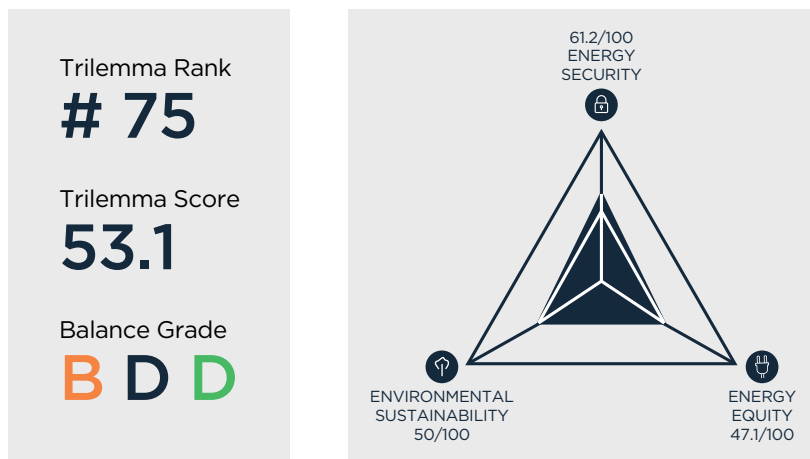 Trilemma Rank
# 75
Trilemma Score
53.1
Balance Grade
B D D
61.2/100
ENERGY
SECURITY
ENVIRONMENTAL
SUSTAINABILITY
50/100
ENERGY
EQUITY
47.1/100